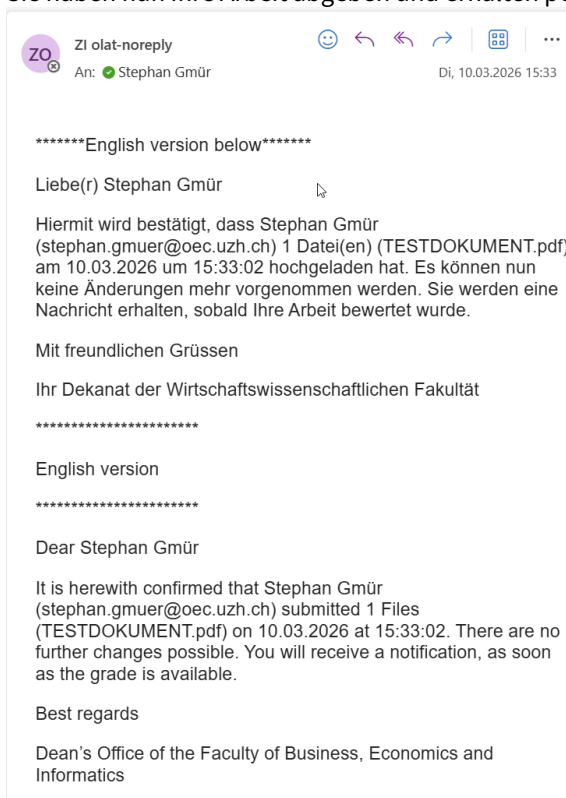 ZO
ZI olat-noreply
An: Stephan Gmür
Di, 10.03.2026 15:33
*******English version below*******
Liebe(r) Stephan Gmür
Hiermit wird bestätigt, dass Stephan Gmür
(stephan.gmuer@oec.uzh.ch) 1 Datei(en) (TESTDOKUMENT.pdf)
am 10.03.2026 um 15:33:02 hochgeladen hat. Es können nun
keine Änderungen mehr vorgenommen werden. Sie werden eine
Nachricht erhalten, sobald Ihre Arbeit bewertet wurde.
Mit freundlichen Grüssen
Ihr Dekanat der Wirtschaftswissenschaftlichen Fakultät
***********************
English version
***********************
Dear Stephan Gmür
It is herewith confirmed that Stephan Gmür
(stephan.gmuer@oec.uzh.ch) submitted 1 Files
(TESTDOKUMENT.pdf) on 10.03.2026 at 15:33:02. There are no
further changes possible. You will receive a notification, as soon
as the grade is available.
Best regards
Dean's Office of the Faculty of Business, Economics and
Informatics